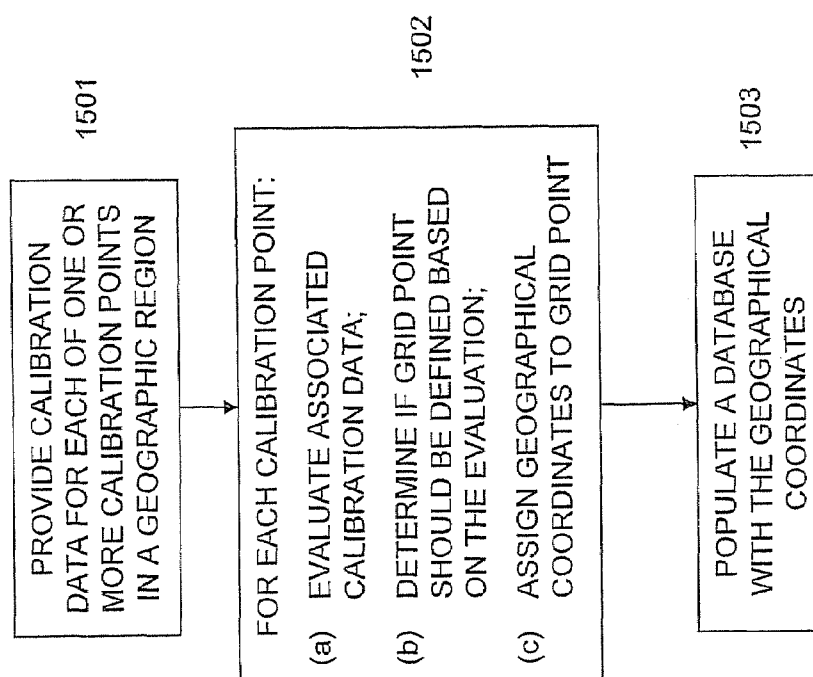 1501
PROVIDE CALIBRATION
DATA FOR EACH OF ONE OR
MORE CALIBRATION POINTS
IN A GEOGRAPHIC REGION
1502
FOR EACH CALIBRATION POINT:
(a) EVALUATE ASSOCIATED
CALIBRATION DATA;
(b) DETERMINE IF GRID POINT
SHOULD BE DEFINED BASED
ON THE EVALUATION;
(c) ASSIGN GEOGRAPHICAL
COORDINATES TO GRID POINT
1503
POPULATE A DATABASE
WITH THE GEOGRAPHICAL
COORDINATES